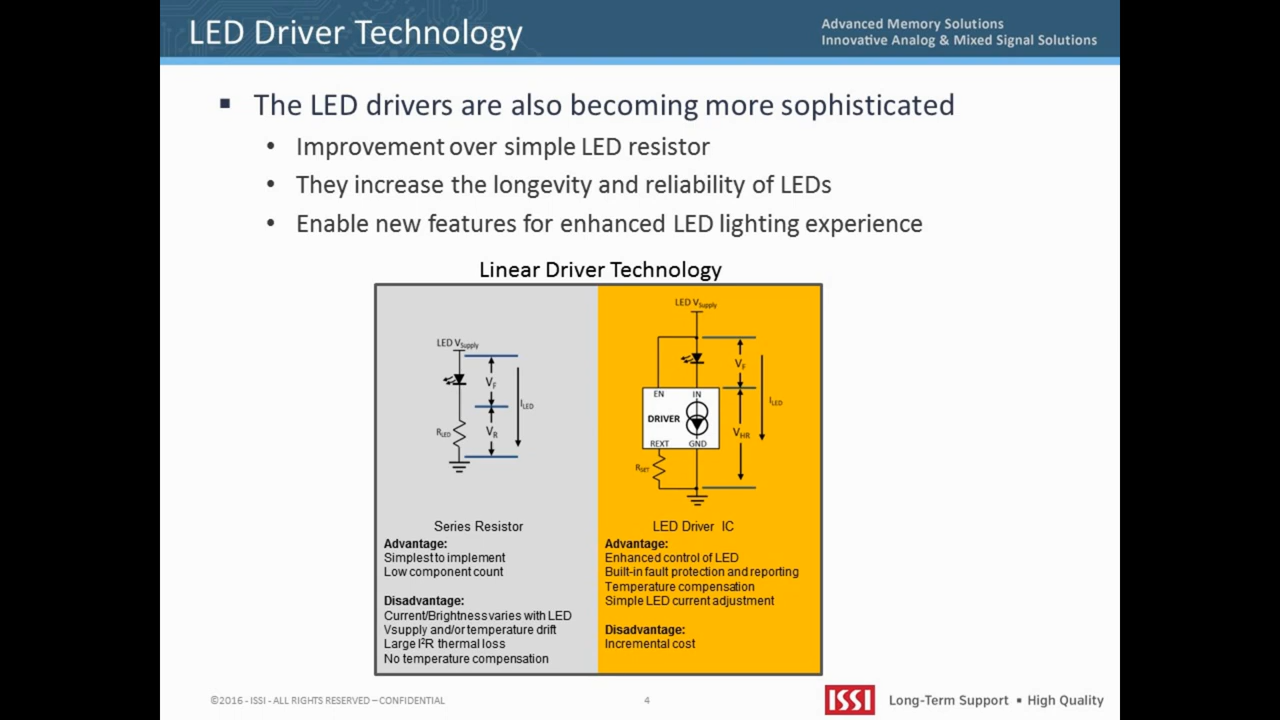 LED Driver Technology
Advanced Memory Solutions
Innovative Analog & Mixed Signal Solutions
▪ The LED drivers are also becoming more sophisticated
• Improvement over simple LED resistor
• They increase the longevity and reliability of LEDs
• Enable new features for enhanced LED lighting experience
Linear Driver Technology
LED VSupply
VF
ILED
RLED
VR
Series Resistor
Advantage:
Simplest to implement
Low component count
Disadvantage:
Current/Brightness varies with LED
Vsupply and/or temperature drift
Large I²R thermal loss
No temperature compensation
LED VSupply
VF
EN IN
ILED
DRIVER
VHR
REXT GND
RSET
LED Driver IC
Advantage:
Enhanced control of LED
Built-in fault protection and reporting
Temperature compensation
Simple LED current adjustment
Disadvantage:
Incremental cost
©2016 - ISSI - ALL RIGHTS RESERVED – CONFIDENTIAL
4
ISSI
Long-Term Support ▪ High Quality